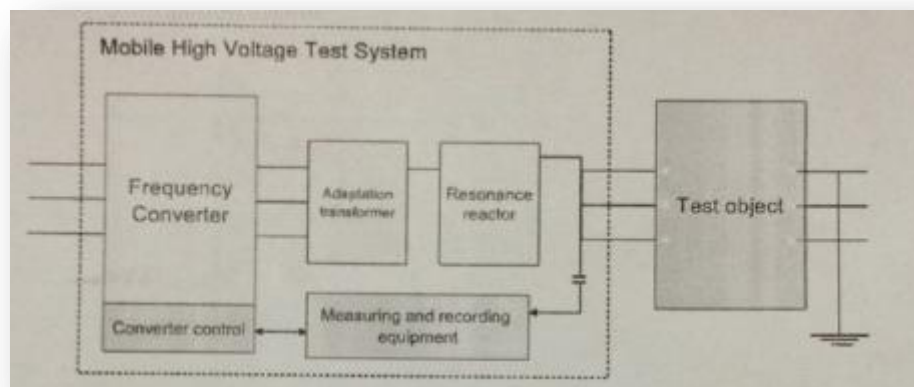 Mobile High Voltage Test System
Frequency
Converter
Adaptation
transformer
Resonance
reactor
Test object
Converter control
Measuring and recording
equipment